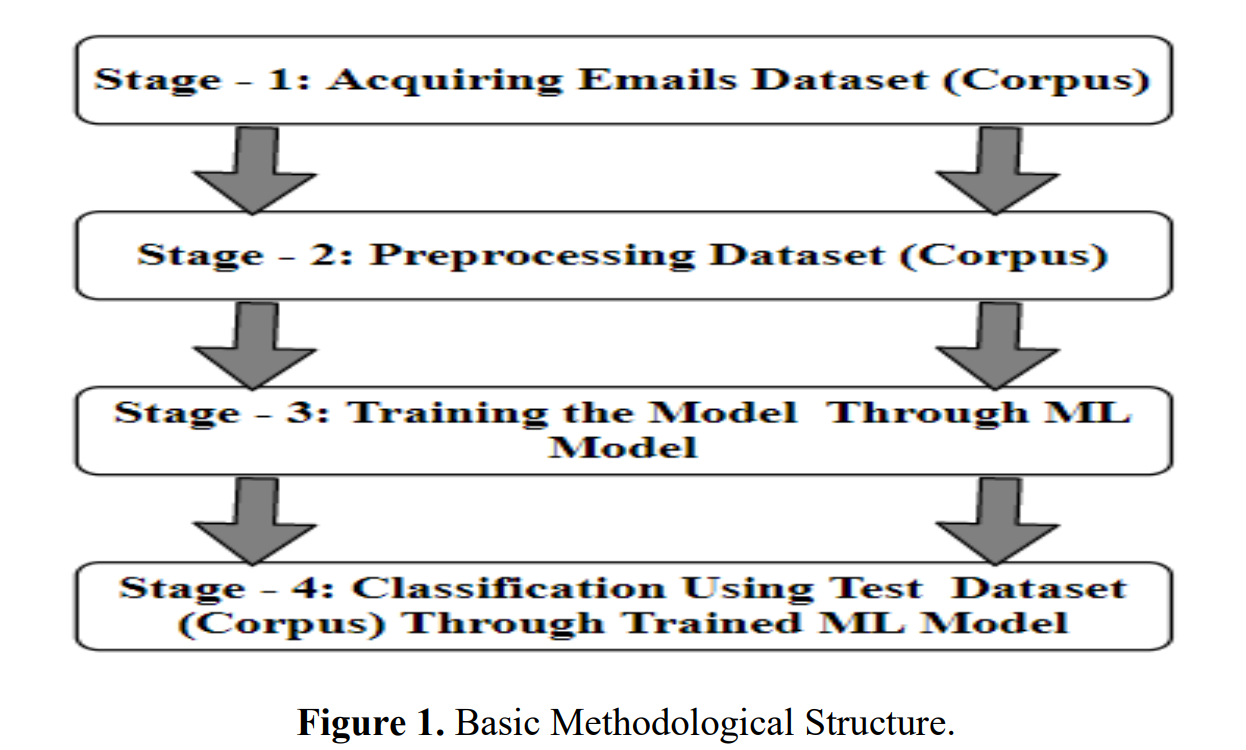 Stage - 1: Acquiring Emails Dataset (Corpus)
Stage - 2: Preprocessing Dataset (Corpus)
Stage - 3: Training the Model  Through ML
Model
Stage - 4: Classification Using Test  Dataset
(Corpus) Through Trained ML Model
Figure 1. Basic Methodological Structure.